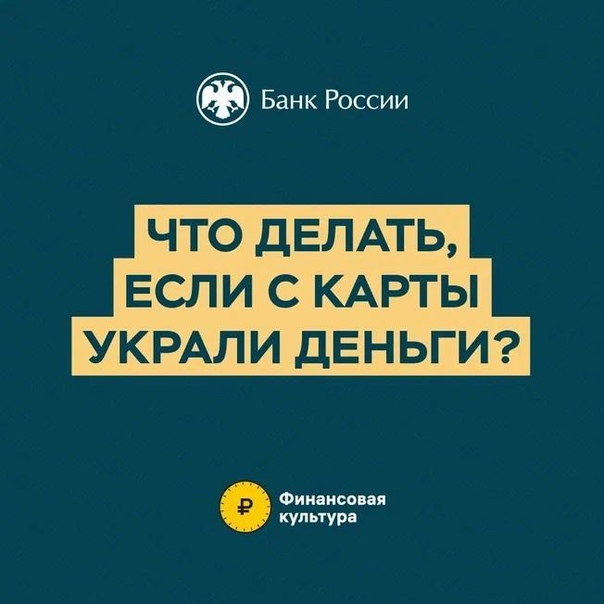 Банк России
ЧТО ДЕЛАТЬ,
ЕСЛИ С КАРТЫ
УКРАЛИ ДЕНЬГИ?
₽
Финансовая
культура